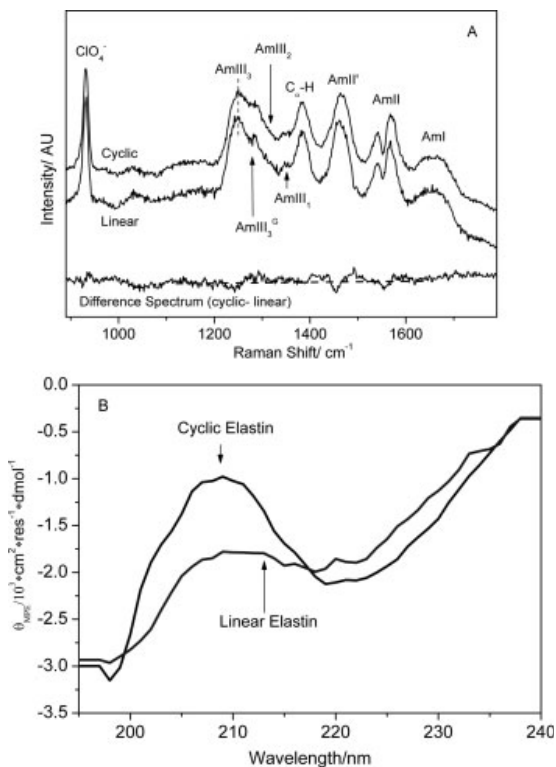 A
ClO₄⁻
AmIII₃
AmIII₂
Cα-H
AmII'
AmII
AmI
Cyclic
Linear
AmIII₃ᴳ
AmIII₁
Difference Spectrum (cyclic- linear)
Intensity/ AU
1000 1200 1400 1600
Raman Shift/ cm⁻¹
B
0.0
-0.5
-1.0
-1.5
-2.0
-2.5
-3.0
-3.5
Cyclic Elastin
Linear Elastin
θMRE/10³•cm²•res⁻¹•dmol⁻¹
200 210 220 230 240
Wavelength/nm